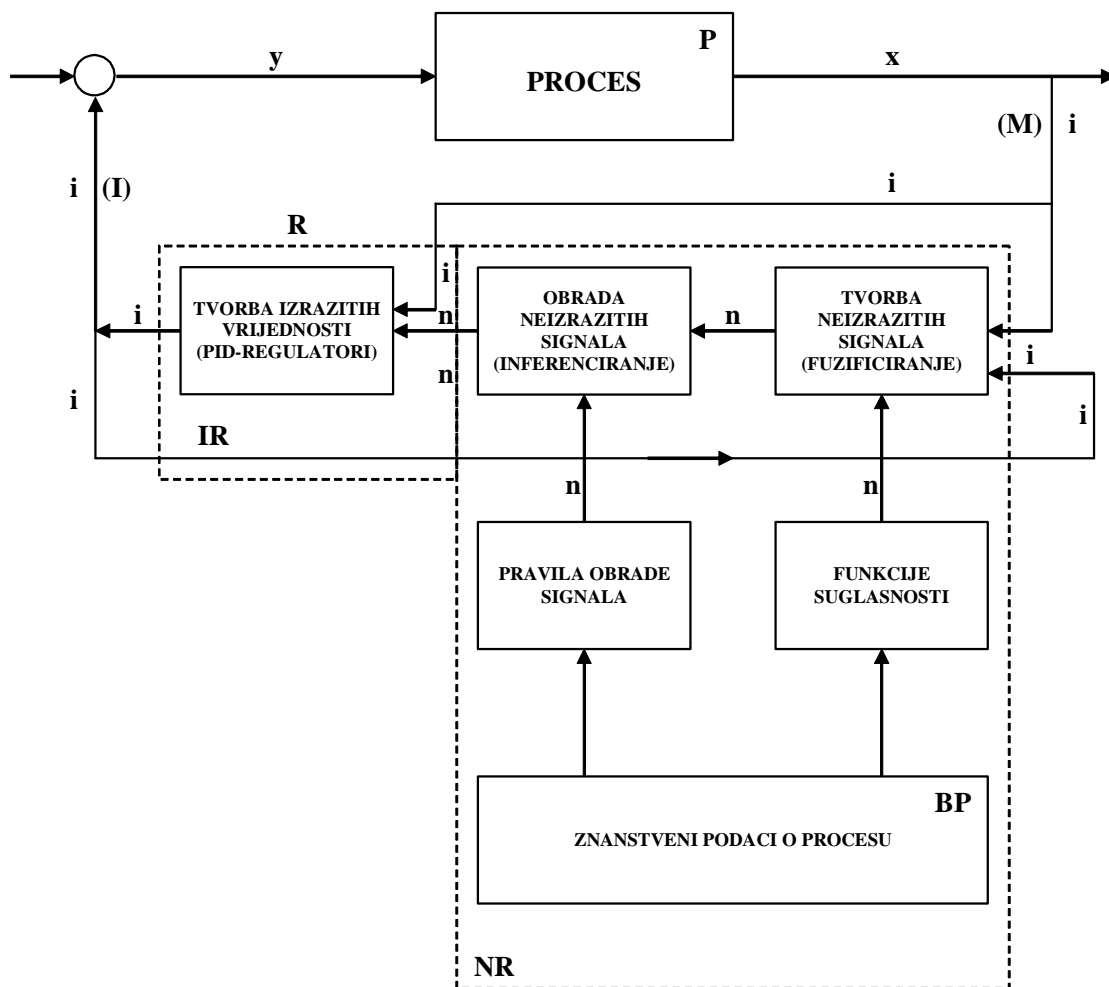 P
y
x
PROCES
(M)
i
i
(I)
i
R
i
TVORBA IZRAZITIH
VRIJEDNOSTI
(PID-REGULATORI)
i
n
n
OBRADA
NEIZRAZITIH
SIGNALA
(INFERENCIRANJE)
n
TVORBA
NEIZRAZITIH
SIGNALA
(FUZIFICIRANJE)
i
i
i
IR
n
n
PRAVILA OBRADE
SIGNALA
FUNKCIJE
SUGLASNOSTI
BP
ZNANSTVENI PODACI O PROCESU
NR